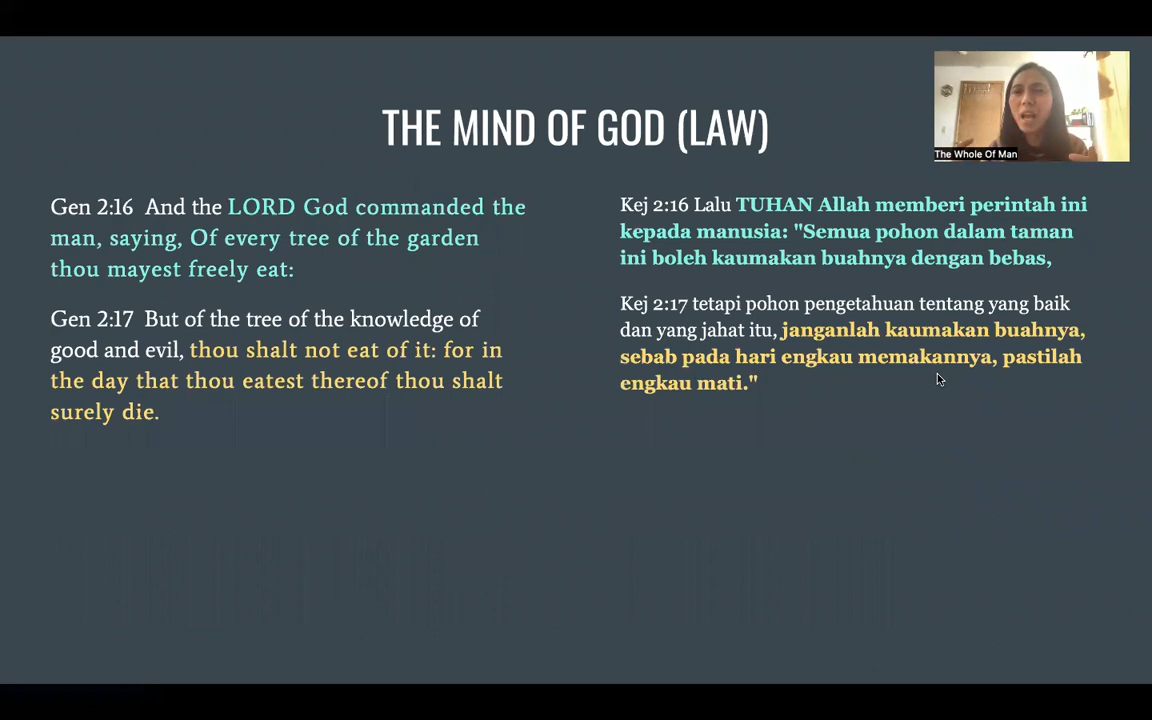 THE MIND OF GOD (LAW)
The Whole Of Man
Gen 2:16 And the LORD God commanded the
man, saying, Of every tree of the garden
thou mayest freely eat:
Gen 2:17 But of the tree of the knowledge of
good and evil, thou shalt not eat of it: for in
the day that thou eatest thereof thou shalt
surely die.
Kej 2:16 Lalu TUHAN Allah memberi perintah ini
kepada manusia: "Semua pohon dalam taman
ini boleh kaumakan buahnya dengan bebas,
Kej 2:17 tetapi pohon pengetahuan tentang yang baik
dan yang jahat itu, janganlah kaumakan buahnya,
sebab pada hari engkau memakannya, pastilah
engkau mati."